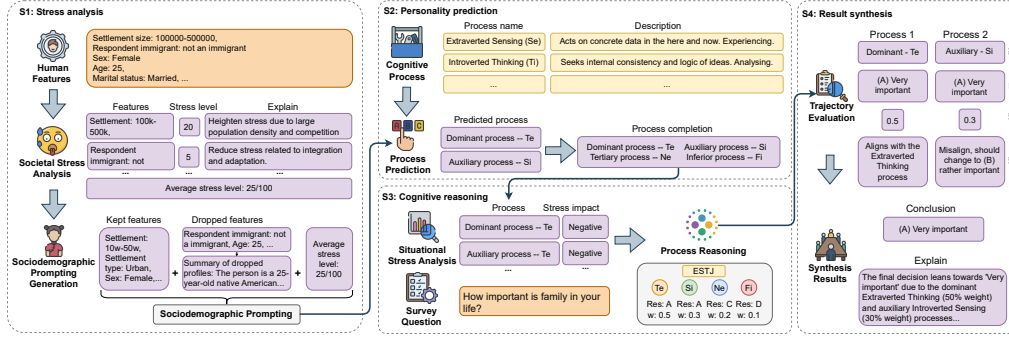 S1: Stress analysis
Settlement size: 100000-500000,
Respondent immigrant: not an immigrant
Sex: Female
Age: 25,
Marital status: Married, ...
Human
Features
Features
Stress level
Explain
Settlement: 100k-
500k,
20
Heighten stress due to large
population density and competition
Respondent
immigrant: not
5
Reduce stress related to integration
and adaptation.
...
...
...
Average stress level: 25/100
Societal Stress
Analysis
Kept features
Dropped features
Settlement:
10w-50w,
Settlement
type: Urban,
Sex: Female,...
+
Respondent immigrant: not
a immigrant, Age: 25, ...
Summary of dropped
profiles: The person is a 25-
year-old native American...
+
Average
stress
level:
25/100
Sociodemographic
Prompting
Generation
Sociodemographic Prompting
S2: Personality prediction
Process name
Description
Extraverted Sensing (Se)
Acts on concrete data in the here and now. Experiencing.
Introverted Thinking (Ti)
Seeks internal consistency and logic of ideas. Analysing.
...
...
Cognitive
Process
A B C
Process
Prediction
Predicted process
Dominant process -- Te
Auxiliary process -- Si
Process completion
Dominant process -- Te
Auxiliary process -- Si
Tertiary process -- Ne
Inferior process -- Fi
S3: Cognitive reasoning
Process
Stress impact
Dominant process -- Te
Negative
Auxiliary process -- Te
Negative
...
...
Situational
Stress Analysis
Process Reasoning
Survey
Question
How important is family in your
life?
ESTJ
Te
Si
Ne
Fi
Res: A
Res: A
Res: C
Res: D
w: 0.5
w: 0.3
w: 0.2
w: 0.1
S4: Result synthesis
Process 1
Process 2
Dominant - Te
Auxiliary - Si
(A) Very
important
(A) Very
important
0.5
0.3
Aligns with the
Extraverted
Thinking
process
Misalign, should
change to (B)
rather important
Trajectory
Evaluation
Conclusion
(A) Very important
Synthesis
Results
Explain
The final decision leans towards 'Very
important' due to the dominant
Extraverted Thinking (50% weight)
and auxiliary Introverted Sensing
(30% weight) processes...